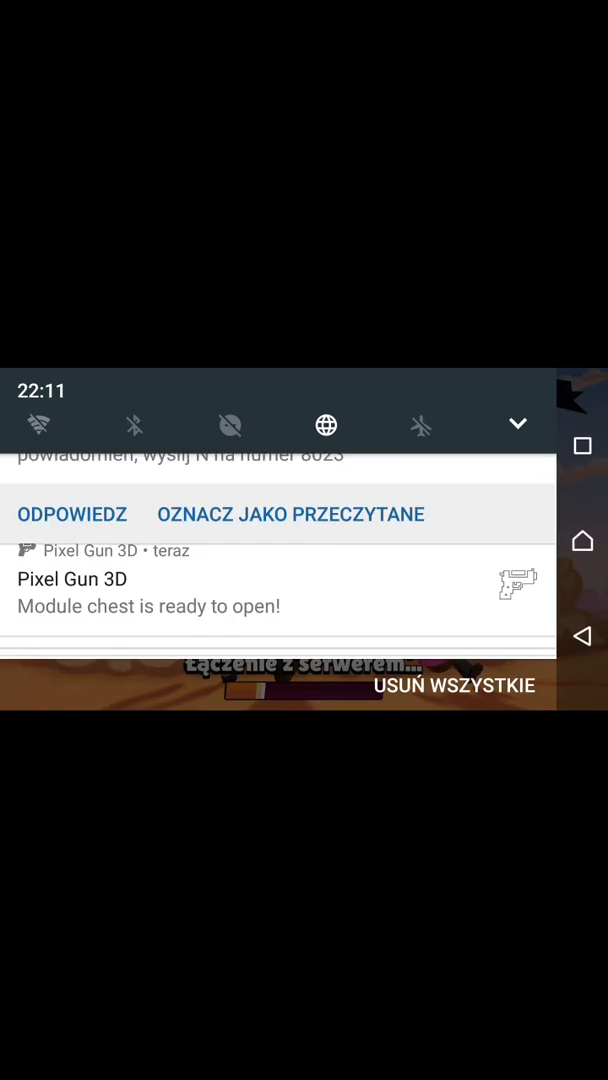 22:11
powiadomień, wyślij N na numer 8023
ODPOWIEDZ OZNACZ JAKO PRZECZYTANE
Pixel Gun 3D • teraz
Pixel Gun 3D
Module chest is ready to open!
Łączenie z serwerem...
USUŃ WSZYSTKIE